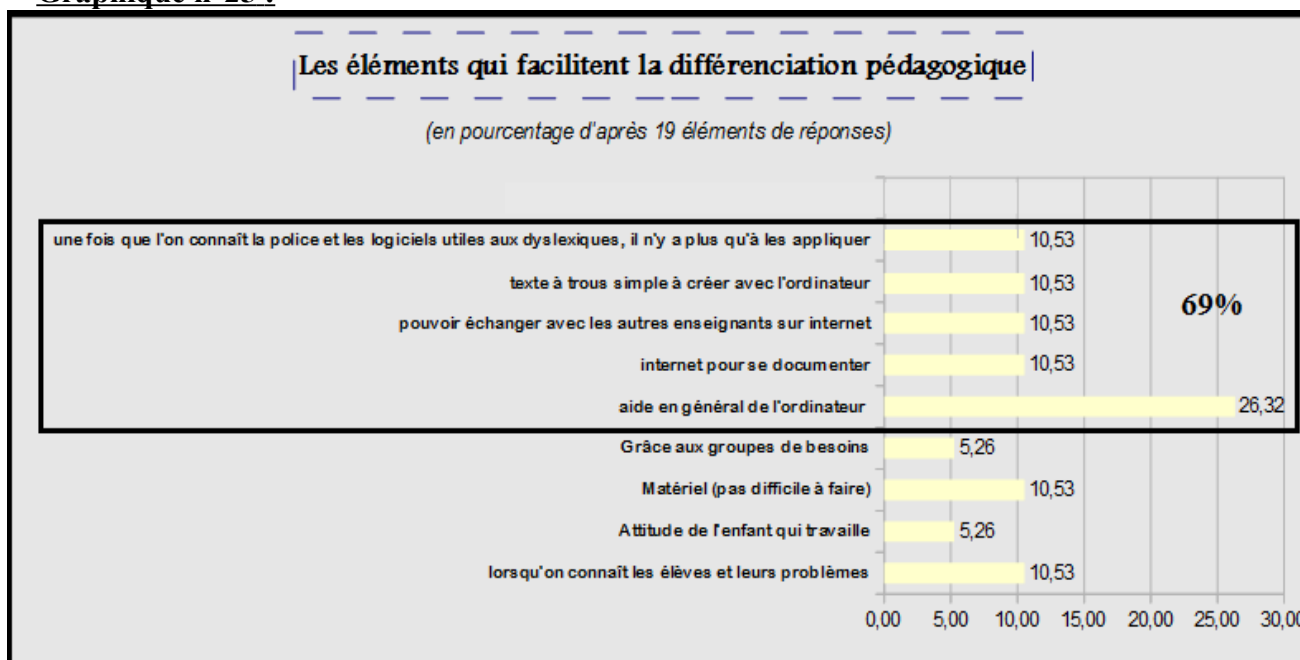 Graphique n°25 :
Les éléments qui facilitent la différenciation pédagogique
(en pourcentage d'après 19 éléments de réponses)
une fois que l'on connaît la police et les logiciels utiles aux dyslexiques, il n'y a plus qu'à les appliquer 10,53
texte à trous simple à créer avec l'ordinateur 10,53
69%
pouvoir échanger avec les autres enseignants sur internet 10,53
internet pour se documenter 10,53
aide en général de l'ordinateur 26,32
Grâce aux groupes de besoins 5,26
Matériel (pas difficile à faire) 10,53
Attitude de l'enfant qui travaille 5,26
lorsqu'on connaît les élèves et leurs problèmes 10,53
0,00 5,00 10,00 15,00 20,00 25,00 30,00